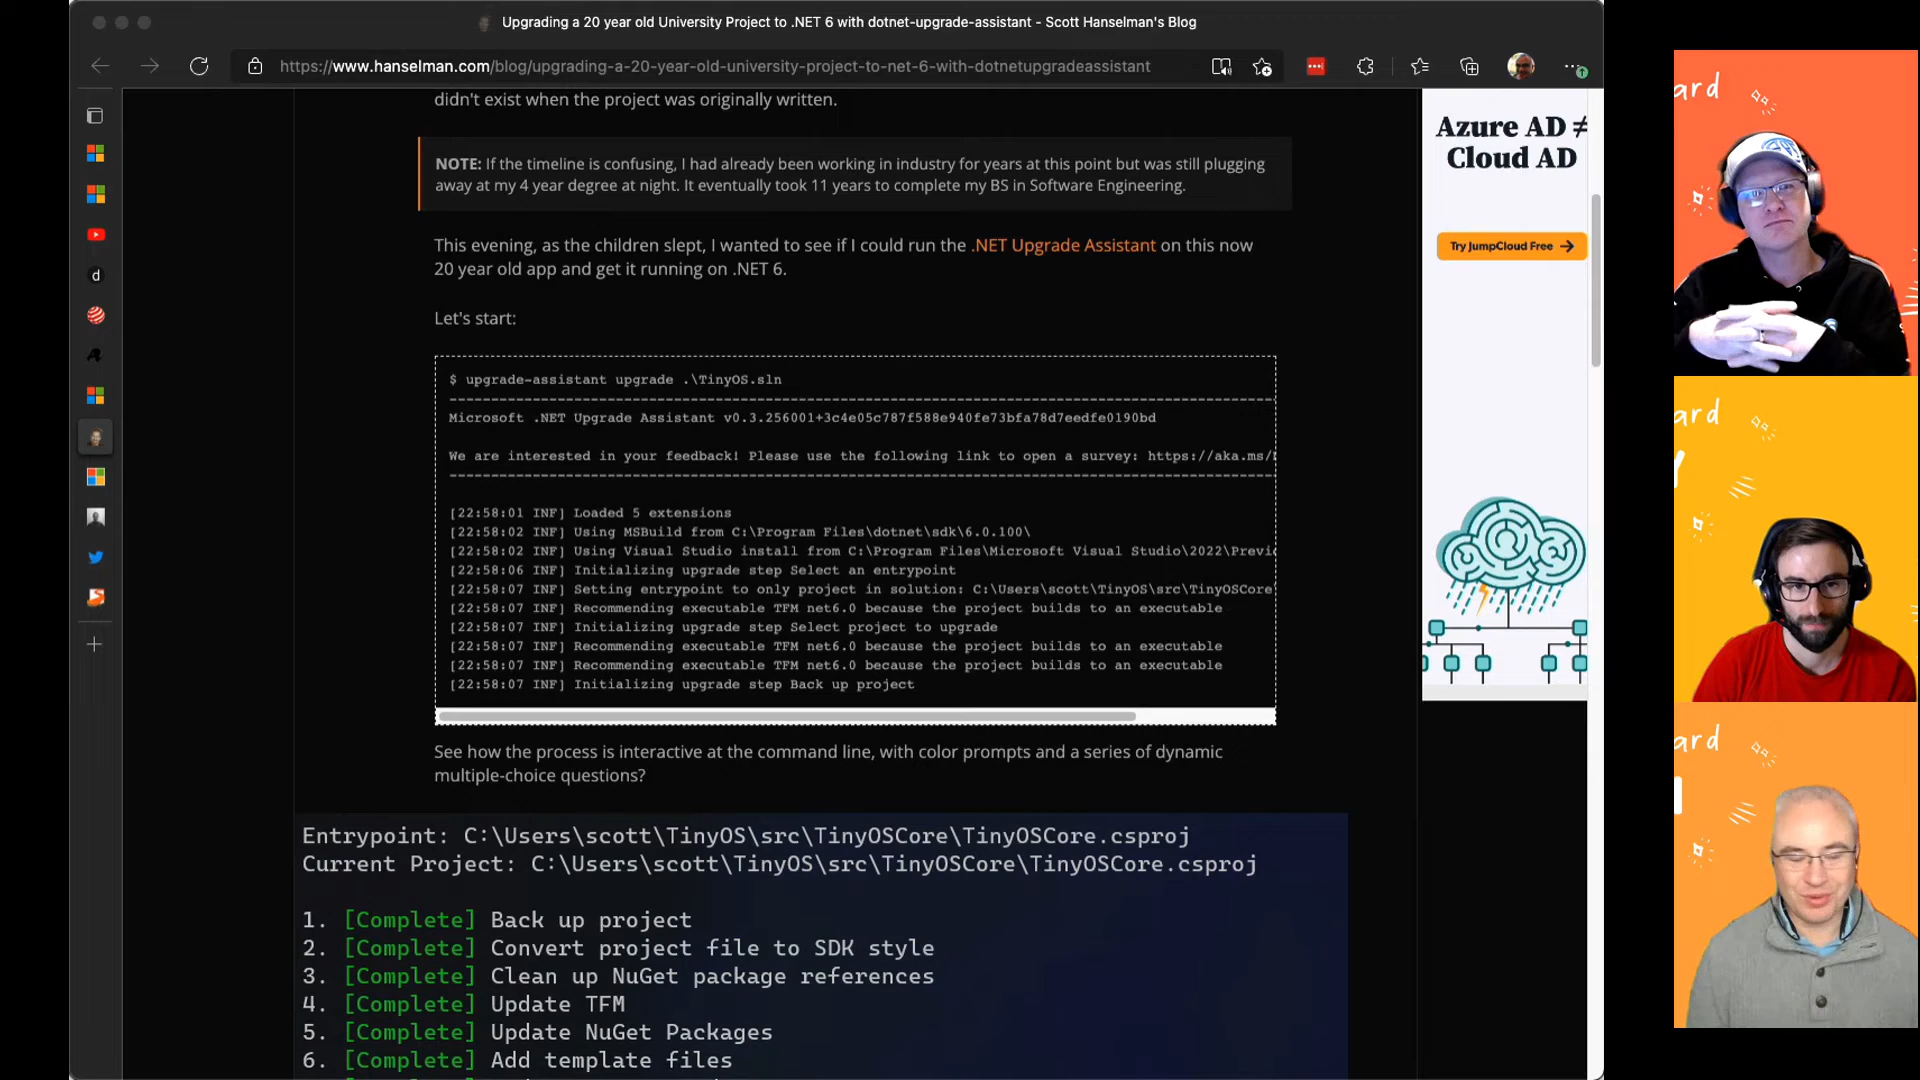 Upgrading a 20 year old University Project to .NET 6 with dotnet-upgrade-assistant - Scott Hanselman's Blog
https://www.hanselman.com/blog/upgrading-a-20-year-old-university-project-to-net-6-with-dotnetupgradeassistant
didn't exist when the project was originally written.
NOTE: If the timeline is confusing, I had already been working in industry for years at this point but was still plugging
away at my 4 year degree at night. It eventually took 11 years to complete my BS in Software Engineering.
This evening, as the children slept, I wanted to see if I could run the .NET Upgrade Assistant on this now
20 year old app and get it running on .NET 6.
Let's start:
$ upgrade-assistant upgrade .\TinyOS.sln
Microsoft .NET Upgrade Assistant v0.3.256001+3c4e05c787f588e940fe73bfa78d7eedfe0190bd
We are interested in your feedback! Please use the following link to open a survey: https://aka.ms/
[22:58:01 INF] Loaded 5 extensions
[22:58:02 INF] Using MSBuild from C:\Program Files\dotnet\sdk\6.0.100\
[22:58:02 INF] Using Visual Studio install from C:\Program Files\Microsoft Visual Studio\2022\Previ
[22:58:06 INF] Initializing upgrade step Select an entrypoint
[22:58:07 INF] Setting entrypoint to only project in solution: C:\Users\scott\TinyOS\src\TinyOSCore
[22:58:07 INF] Recommending executable TFM net6.0 because the project builds to an executable
[22:58:07 INF] Initializing upgrade step Select project to upgrade
[22:58:07 INF] Recommending executable TFM net6.0 because the project builds to an executable
[22:58:07 INF] Recommending executable TFM net6.0 because the project builds to an executable
[22:58:07 INF] Initializing upgrade step Back up project
See how the process is interactive at the command line, with color prompts and a series of dynamic
multiple-choice questions?
Entrypoint: C:\Users\scott\TinyOS\src\TinyOSCore\TinyOSCore.csproj
Current Project: C:\Users\scott\TinyOS\src\TinyOSCore\TinyOSCore.csproj
1. [Complete] Back up project
2. [Complete] Convert project file to SDK style
3. [Complete] Clean up NuGet package references
4. [Complete] Update TFM
5. [Complete] Update NuGet Packages
6. [Complete] Add template files
Azure AD ≠
Cloud AD
Try JumpCloud Free →
ard
ard
Y
ard